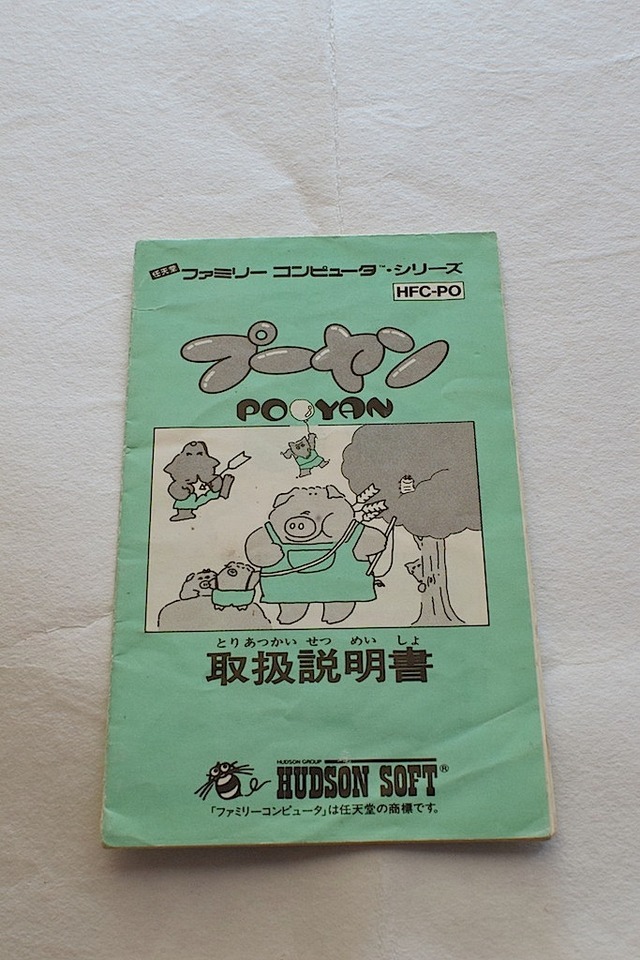 任天堂 ファミリー コンピュータ™・シリーズ
HFC-PO
プーヤン
POOYAN
とりあつかい せつ めい しょ
取扱説明書
HUDSON GROUP
HUDSON SOFT®
「ファミリーコンピュータ」は任天堂の商標です。